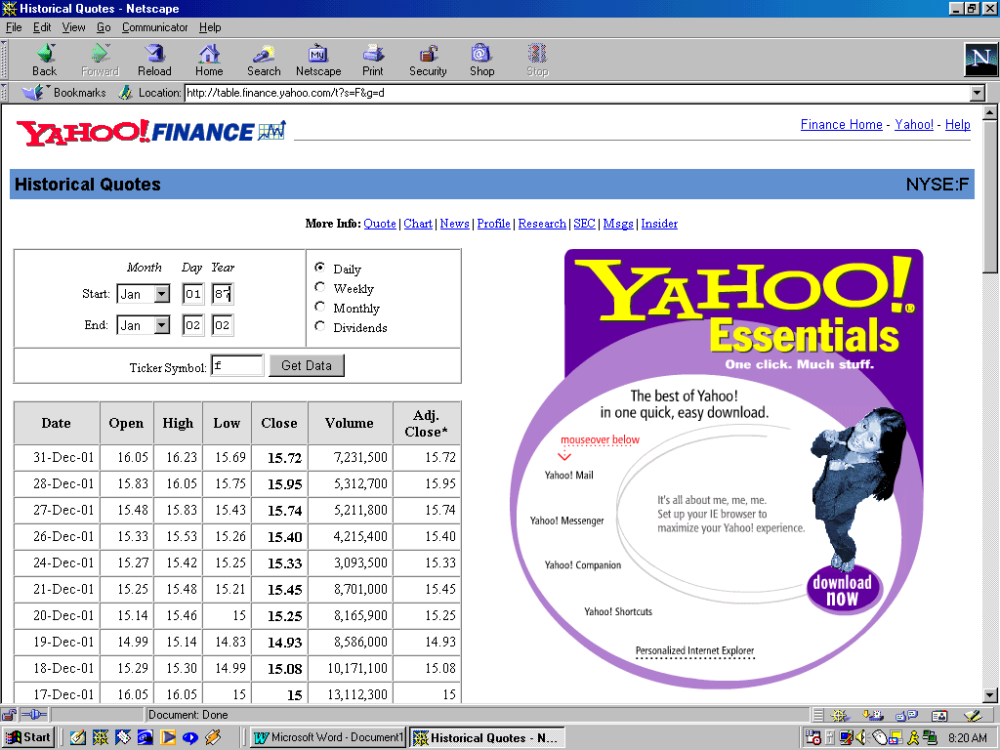 Historical Quotes - Netscape
File Edit View Go Communicator Help
My
N
Back Forward Reload Home Search Netscape Print Security Shop Stop
Bookmarks Location: http://table.finance.yahoo.com/t?s=F&g=d
YAHOO! FINANCE
Finance Home - Yahoo! - Help
Historical Quotes NYSE:F
More Info: Quote | Chart | News | Profile | Research | SEC | Msgs | Insider
Month Day Year
Start: Jan 01 87
End: Jan 02 02
Daily
Weekly
Monthly
Dividends
Ticker Symbol: f Get Data
Date Open High Low Close Volume Adj. Close*
31-Dec-01 16.05 16.23 15.69 15.72 7,231,500 15.72
28-Dec-01 15.83 16.05 15.75 15.95 5,312,700 15.95
27-Dec-01 15.48 15.83 15.43 15.74 5,211,800 15.74
26-Dec-01 15.33 15.53 15.26 15.40 4,215,400 15.40
24-Dec-01 15.27 15.42 15.25 15.33 3,093,500 15.33
21-Dec-01 15.25 15.48 15.21 15.45 8,701,000 15.45
20-Dec-01 15.14 15.46 15 15.25 8,165,900 15.25
19-Dec-01 14.99 15.14 14.83 14.93 8,586,000 14.93
18-Dec-01 15.29 15.30 14.99 15.08 10,171,100 15.08
17-Dec-01 16.05 16.05 15 15 13,112,300 15
YAHOO!®
Essentials
One click. Much stuff.
The best of Yahoo!
in one quick, easy download.
mouseover below
Yahoo! Mail
Yahoo! Messenger
Yahoo! Companion
Yahoo! Shortcuts
Personalized Internet Explorer
It's all about me, me, me.
Set up your IE browser to
maximize your Yahoo! experience.
download
now
Document: Done
Start Microsoft Word - Document1 Historical Quotes - N... 8:20 AM